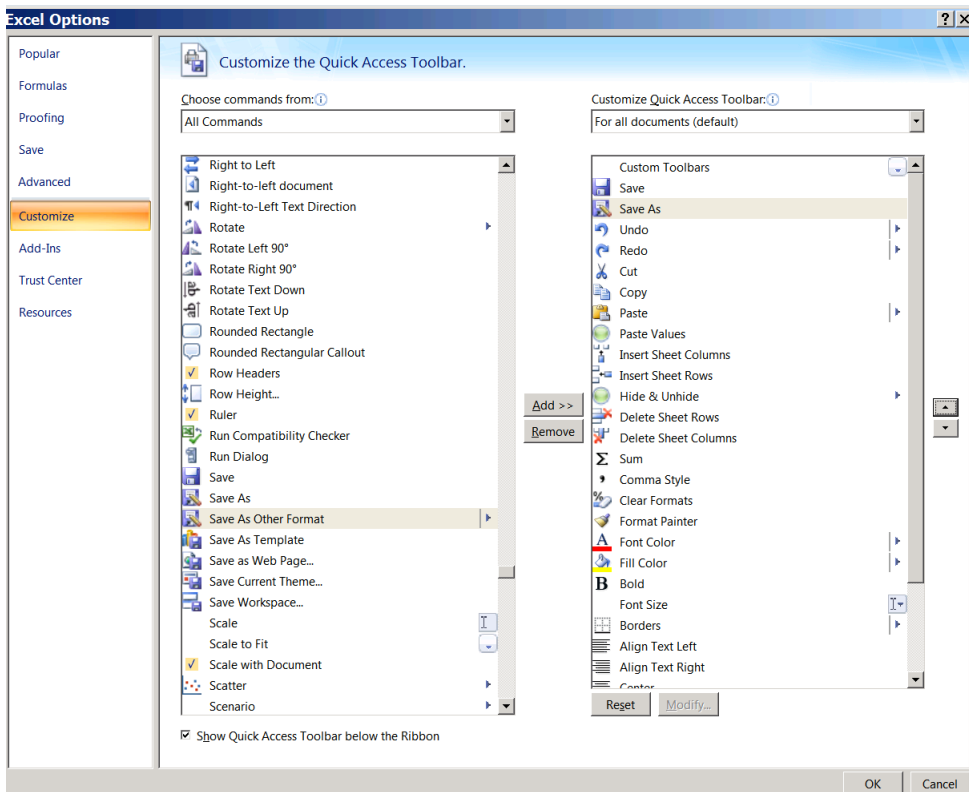 Excel Options
Popular
Formulas
Proofing
Save
Advanced
Customize
Add-Ins
Trust Center
Resources
Customize the Quick Access Toolbar.
Choose commands from:
All Commands
Right to Left
Right-to-left document
Right-to-Left Text Direction
Rotate
Rotate Left 90°
Rotate Right 90°
Rotate Text Down
Rotate Text Up
Rounded Rectangle
Rounded Rectangular Callout
Row Headers
Row Height...
Ruler
Run Compatibility Checker
Run Dialog
Save
Save As
Save As Other Format
Save As Template
Save as Web Page...
Save Current Theme...
Save Workspace...
Scale
Scale to Fit
Scale with Document
Scatter
Scenario
Show Quick Access Toolbar below the Ribbon
Add >>
Remove
Customize Quick Access Toolbar:
For all documents (default)
Custom Toolbars
Save
Save As
Undo
Redo
Cut
Copy
Paste
Paste Values
Insert Sheet Columns
Insert Sheet Rows
Hide & Unhide
Delete Sheet Rows
Delete Sheet Columns
Σ Sum
Comma Style
Clear Formats
Format Painter
A Font Color
Fill Color
B Bold
Font Size
Borders
Align Text Left
Align Text Right
Center
Reset
Modify...
OK
Cancel